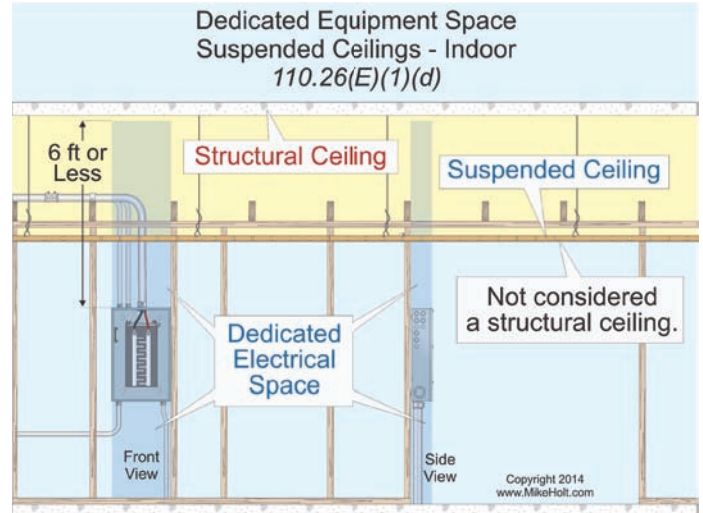 Dedicated Equipment Space
Suspended Ceilings - Indoor
110.26(E)(1)(d)
6 ft or
Less
Structural Ceiling
Suspended Ceiling
Not considered
a structural ceiling.
Dedicated
Electrical
Space
Front
View
Side
View
Copyright 2014
www.MikeHolt.com